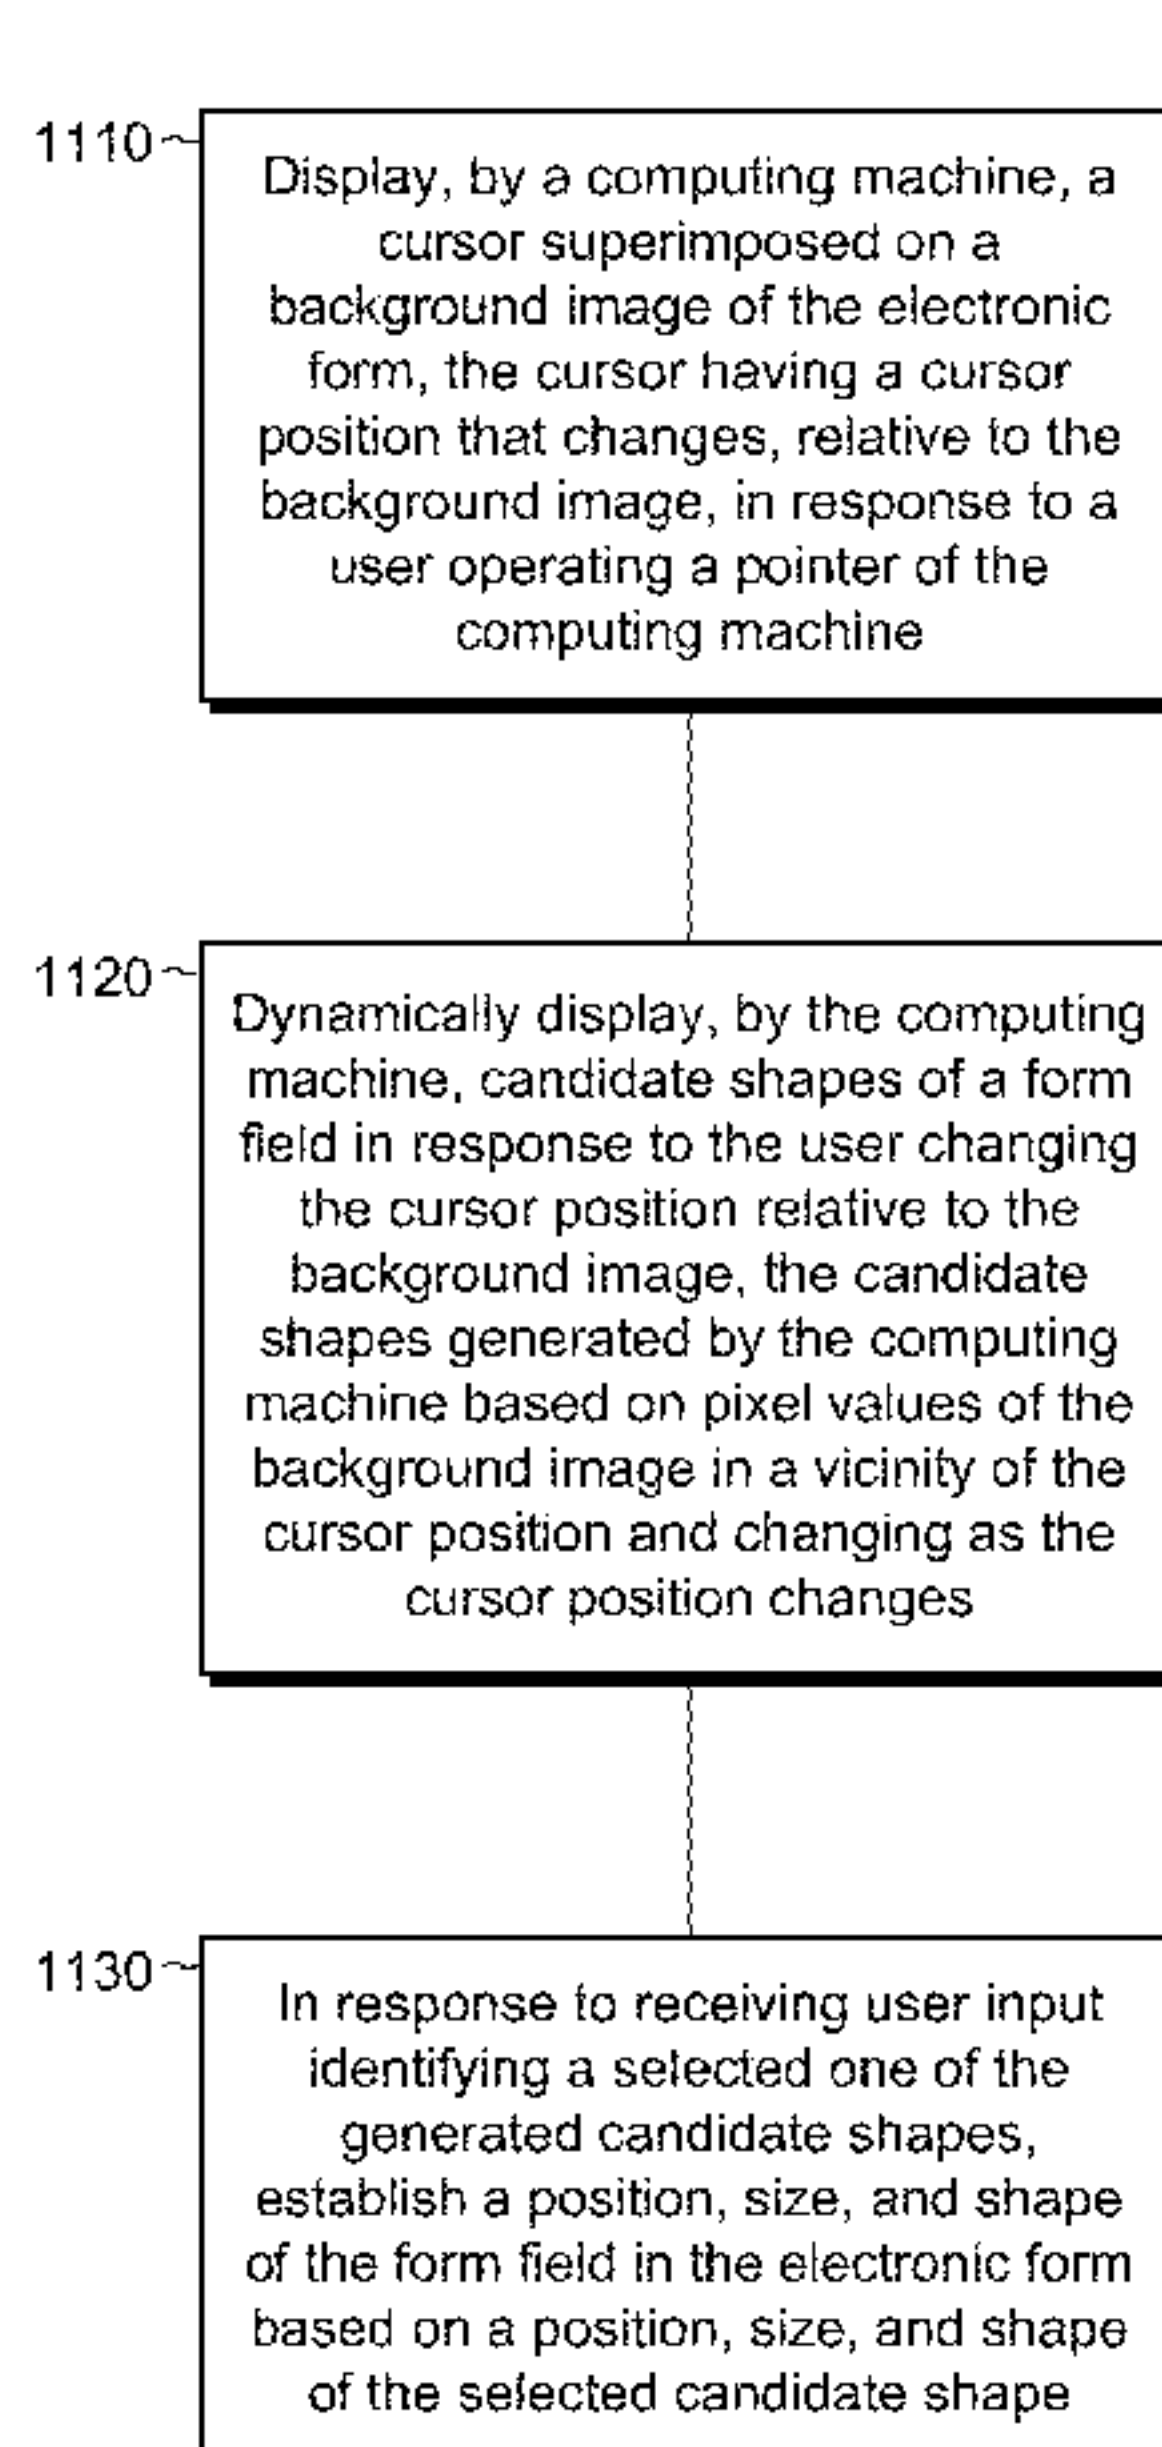 1110
Display, by a computing machine, a
cursor superimposed on a
background image of the electronic
form, the cursor having a cursor
position that changes, relative to the
background image, in response to a
user operating a pointer of the
computing machine
1120
Dynamically display, by the computing
machine, candidate shapes of a form
field in response to the user changing
the cursor position relative to the
background image, the candidate
shapes generated by the computing
machine based on pixel values of the
background image in a vicinity of the
cursor position and changing as the
cursor position changes
1130
In response to receiving user input
identifying a selected one of the
generated candidate shapes,
establish a position, size, and shape
of the form field in the electronic form
based on a position, size, and shape
of the selected candidate shape